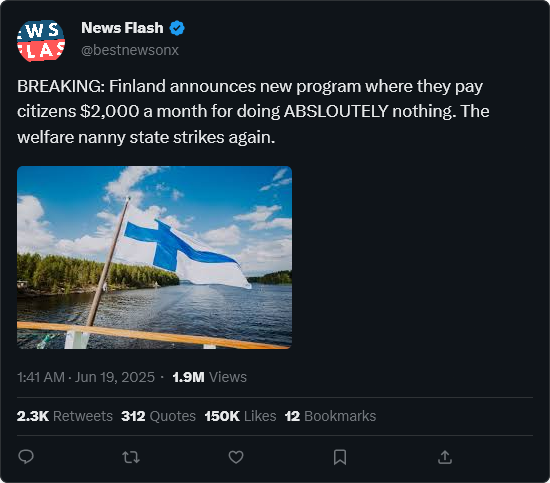 W S
LAS
News Flash
@bestnewsonx
BREAKING: Finland announces new program where they pay
citizens $2,000 a month for doing ABSLOUTELY nothing. The
welfare nanny state strikes again.
1:41 AM · Jun 19, 2025 · 1.9M Views
2.3K Retweets 312 Quotes 150K Likes 12 Bookmarks